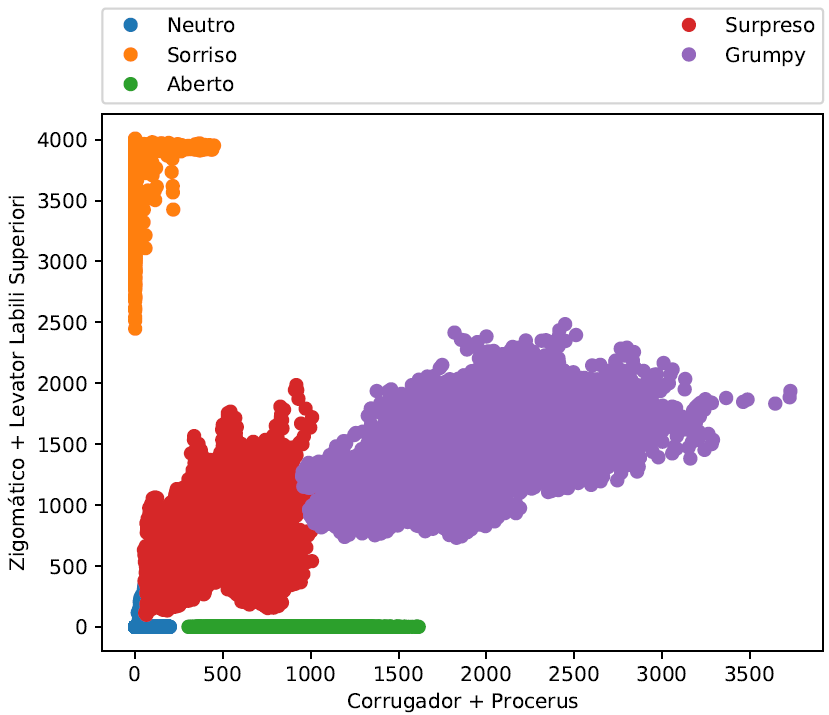 Neutro
Sorriso
Aberto
Surpreso
Grumpy
4000
3500
3000
2500
2000
1500
1000
500
0
Zigomático + Levator Labili Superiori
0 500 1000 1500 2000 2500 3000 3500
Corrugador + Procerus